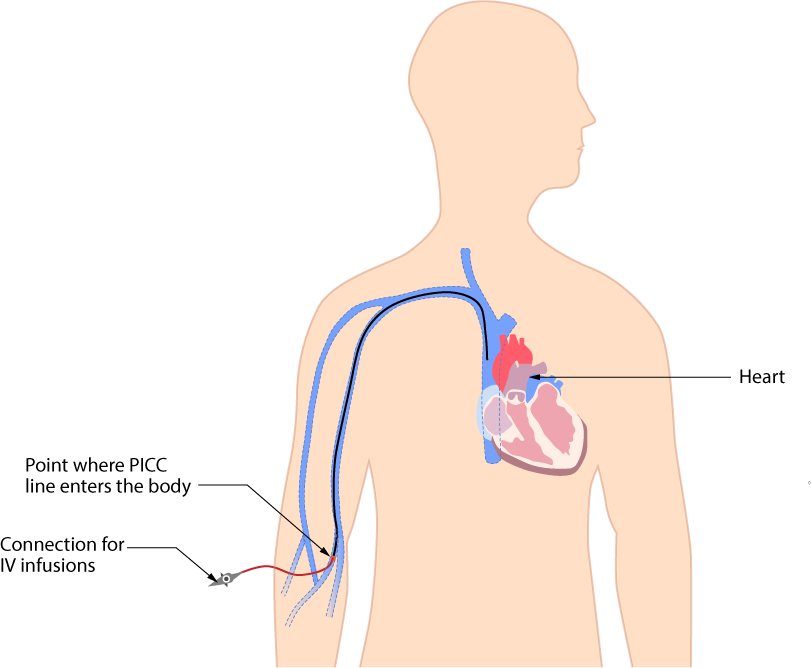 Heart
Point where PICC
line enters the body
Connection for
IV infusions